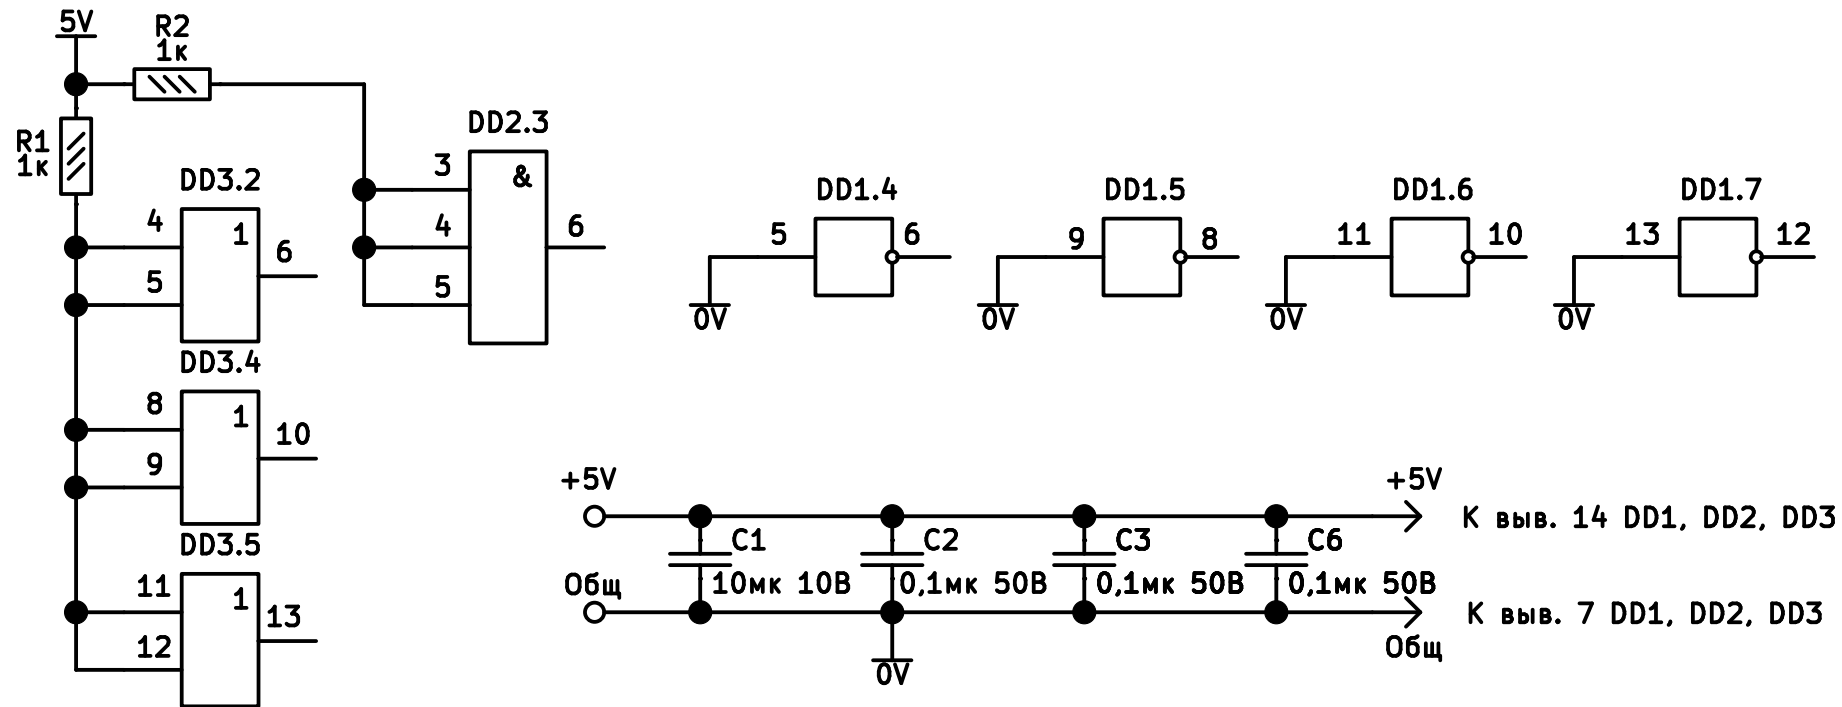 5V
R2
1к
R1
1к
DD2.3
3
&
4
6
5
DD3.2
4
1
6
5
DD3.4
8
1
10
9
DD3.5
11
1
13
12
DD1.4
5
6
0V
DD1.5
9
8
0V
DD1.6
11
10
0V
DD1.7
13
12
0V
+5V
+5V
К выв. 14 DD1, DD2, DD3
C1
10мк 10В
C2
0,1мк 50В
C3
0,1мк 50В
C6
0,1мк 50В
Общ
К выв. 7 DD1, DD2, DD3
Общ
0V